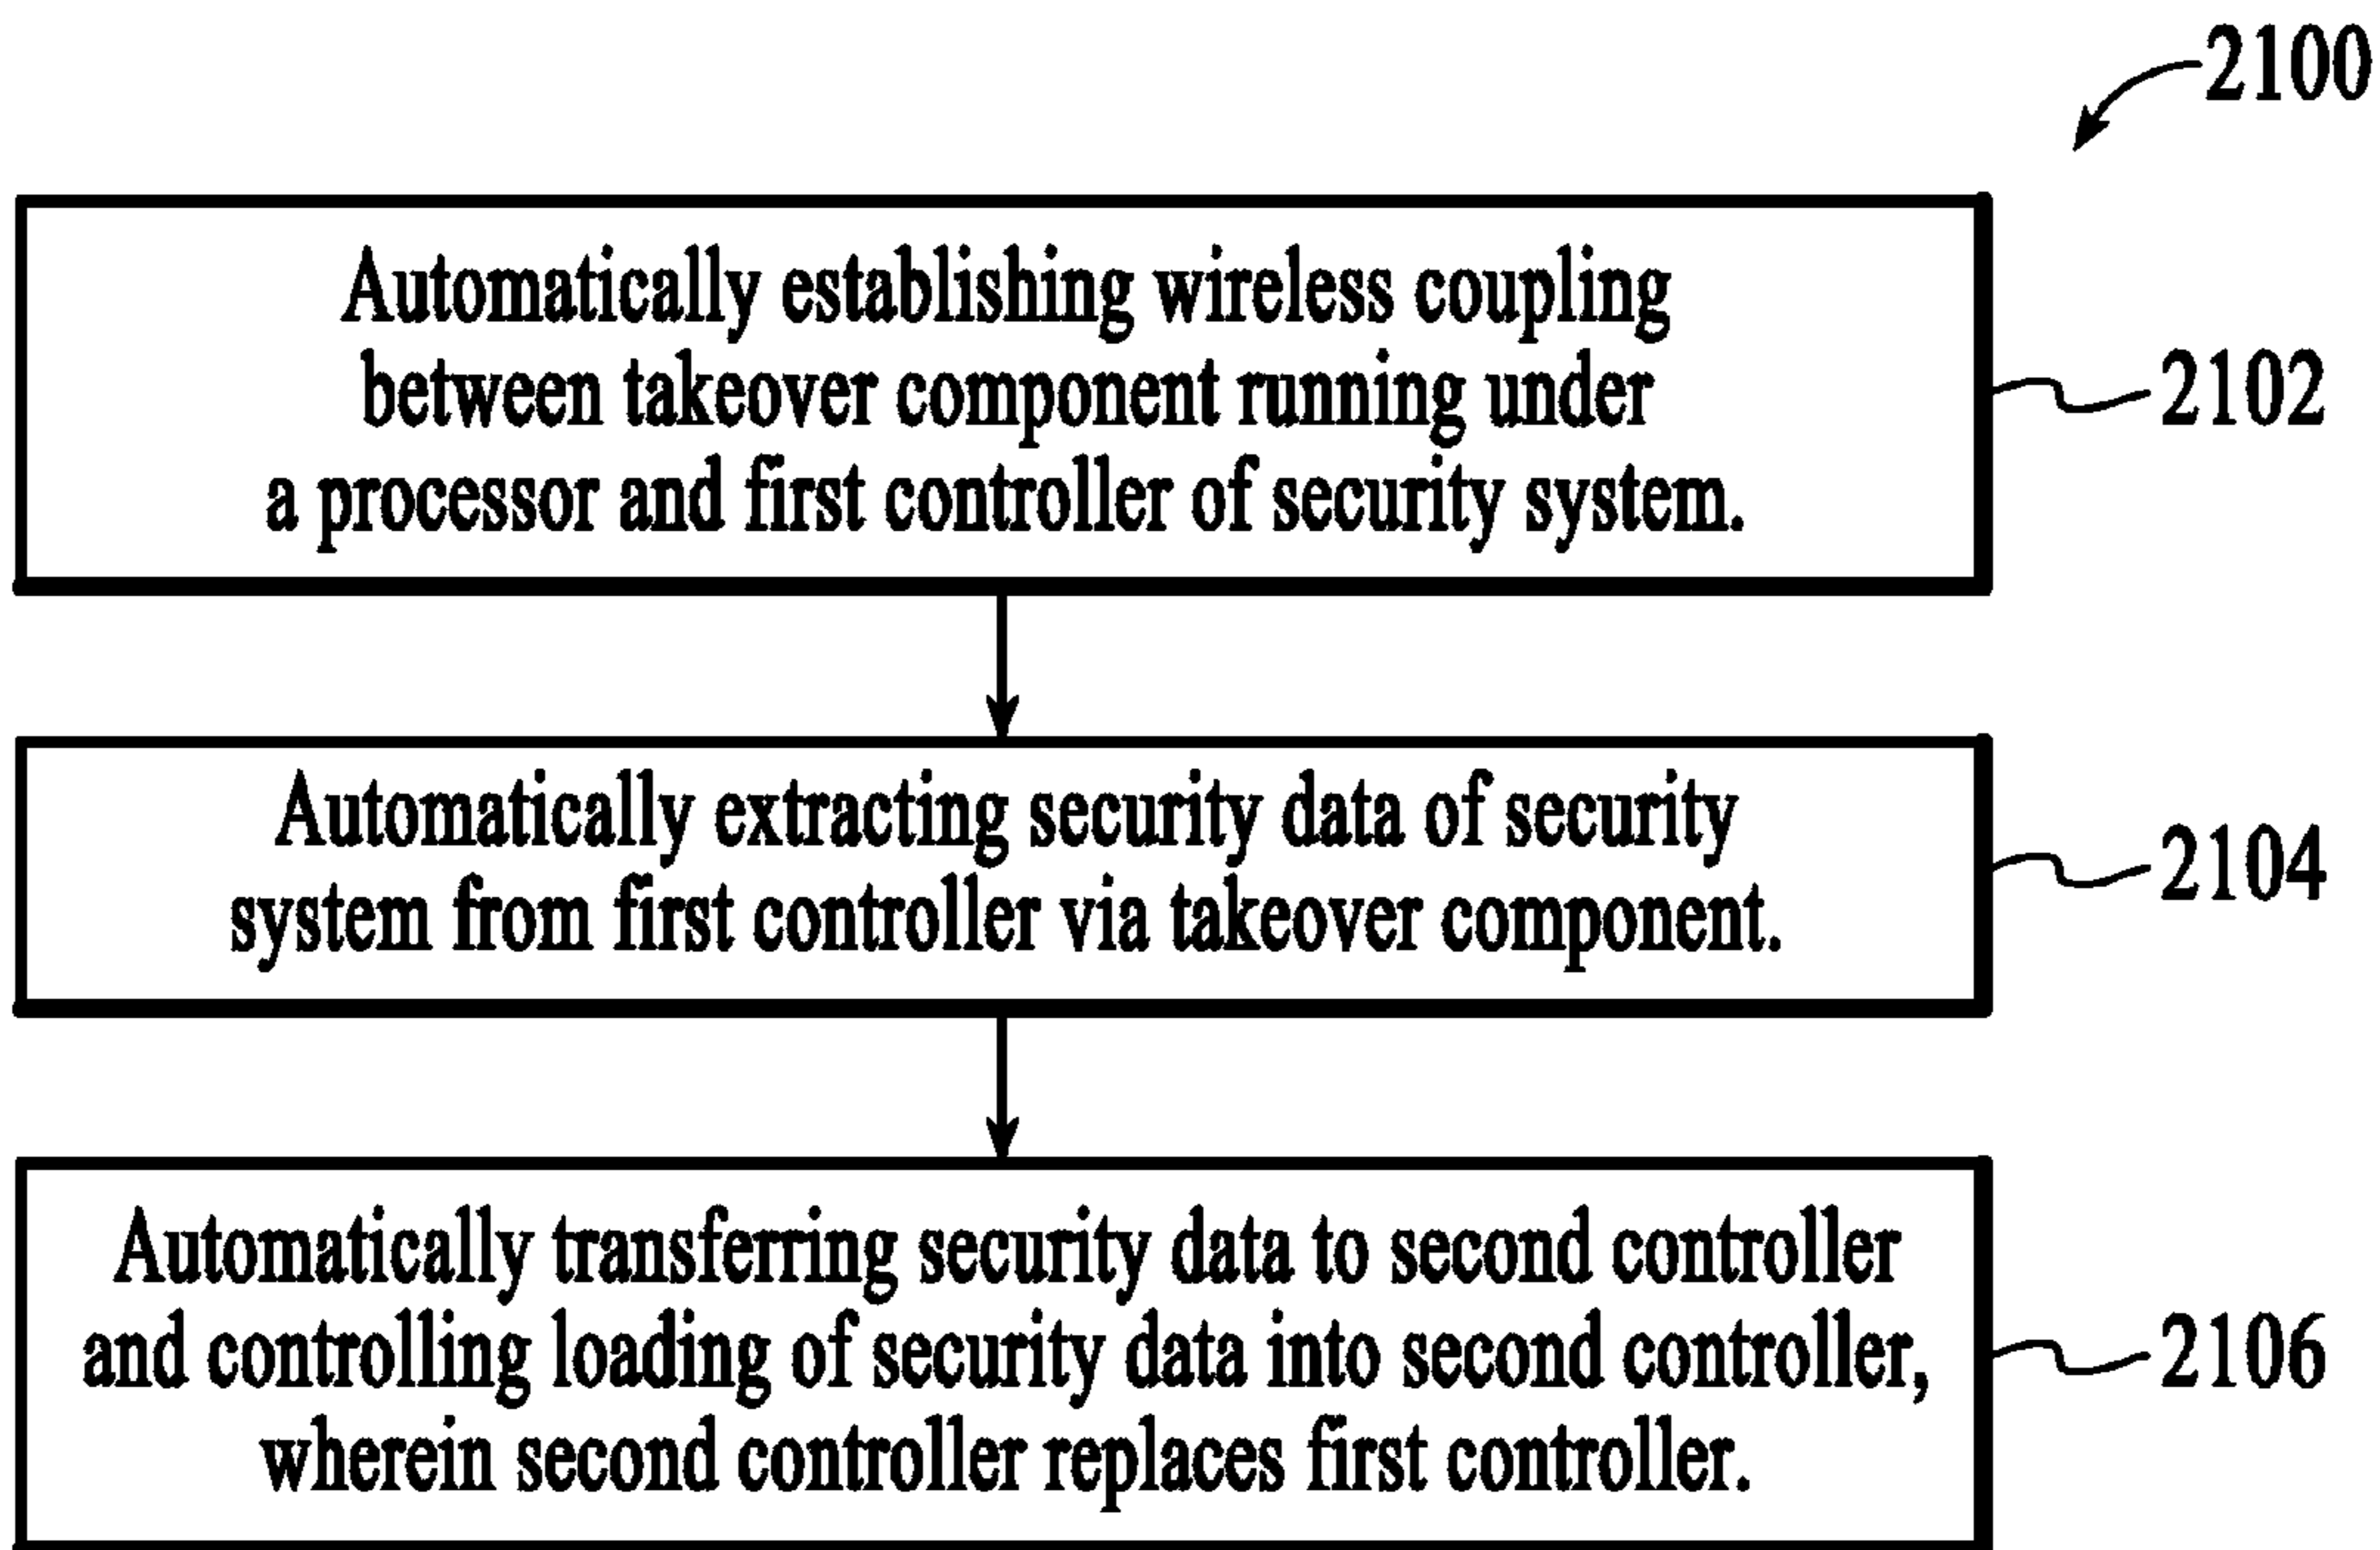 2100
Automatically establishing wireless coupling
between takeover component running under
a processor and first controller of security system.
2102
Automatically extracting security data of security
system from first controller via takeover component.
2104
Automatically transferring security data to second controller
and controlling loading of security data into second controller,
wherein second controller replaces first controller.
2106